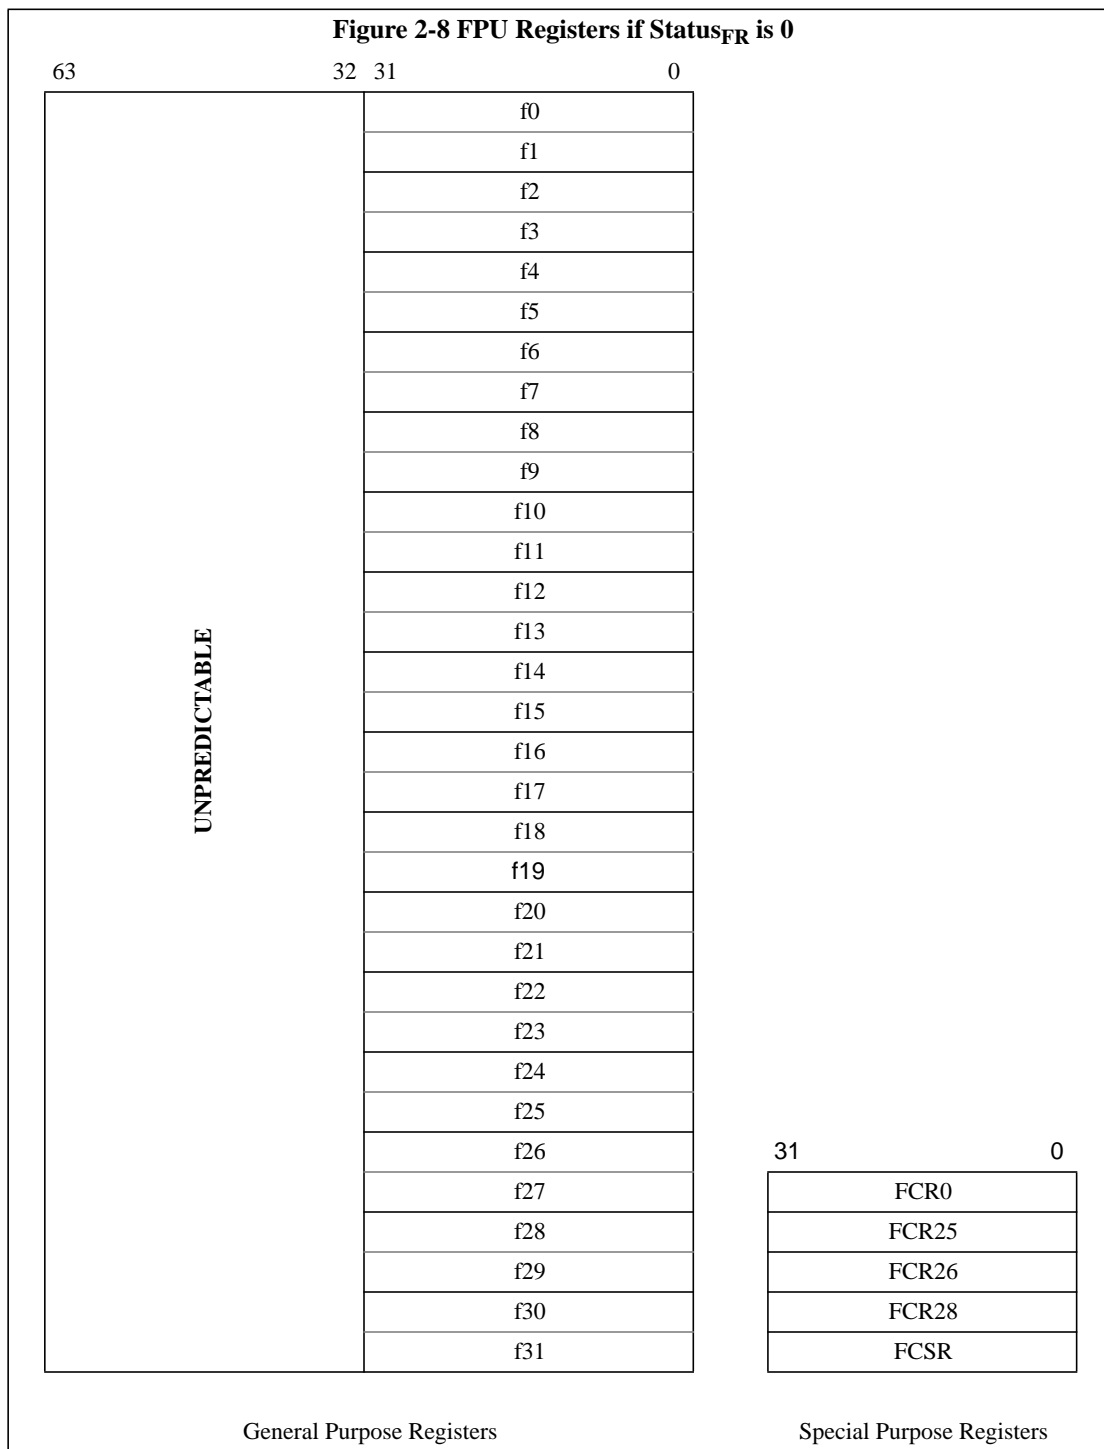 Figure 2-8 FPU Registers if StatusFR is 0
63 32 31 0
f0
f1
f2
f3
f4
f5
f6
f7
f8
f9
f10
f11
f12
f13
f14
f15
f16
f17
f18
f19
f20
f21
f22
f23
f24
f25
f26
f27
f28
f29
f30
f31
UNPREDICTABLE
31 0
FCR0
FCR25
FCR26
FCR28
FCSR
General Purpose Registers
Special Purpose Registers